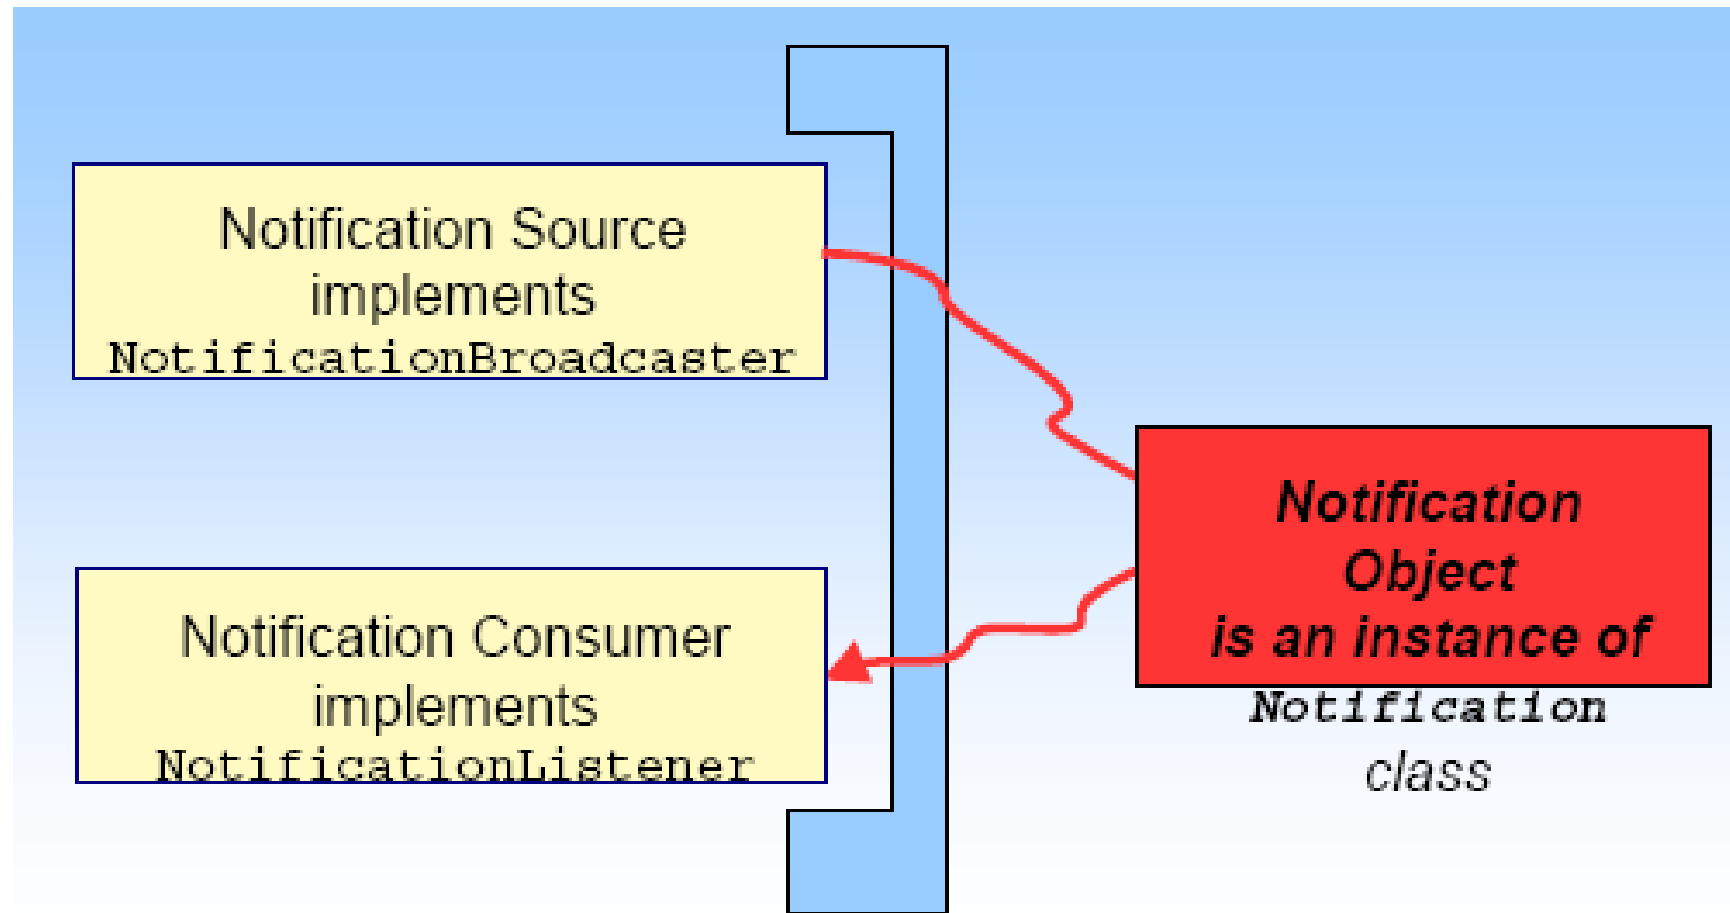 Notification Source
implements
NotificationBroadcaster
Notification Consumer
implements
NotificationListener
Notification
Object
is an instance of
Notification
class